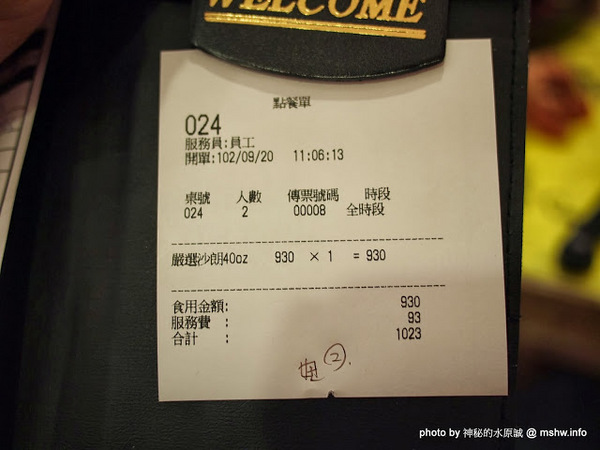 WELCOME
點餐單
024
服務員:員工
開單:102/09/20 11:06:13
桌號 人數 傳票號碼 時段
024 2 00008 全時段
嚴選沙朗40oz 930 × 1 = 930
食用金額: 930
服務費 : 93
合計 : 1023
②.
photo by 神秘的水原誠 @ mshw.info